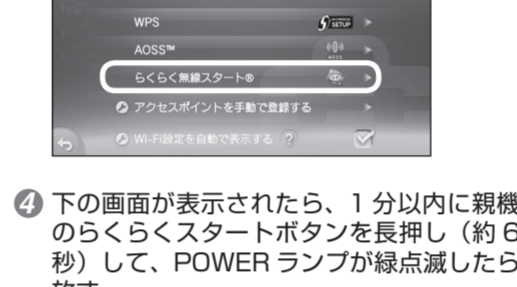 WPS SETUP
AOSS™ AOSS
らくらく無線スタート®
アクセスポイントを手動で登録する
Wi-Fi設定を自動で表示する ?
❹ 下の画面が表示されたら、1 分以内に親機
のらくらくスタートボタンを長押し（約 6
秒）して、POWER ランプが緑点滅したら